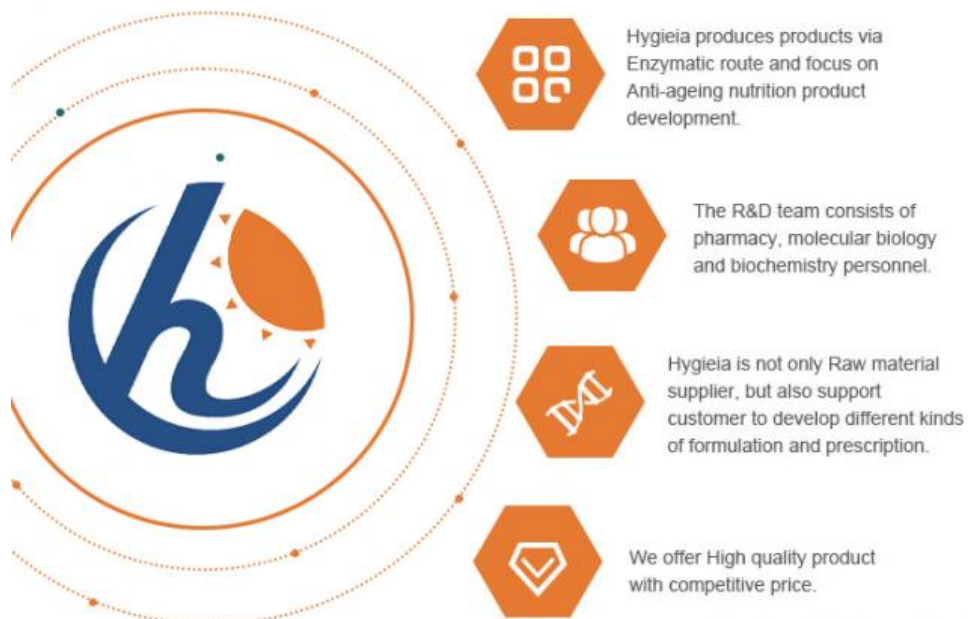 Hygieia produces products via
Enzymatic route and focus on
Anti-ageing nutrition product
development.
The R&D team consists of
pharmacy, molecular biology
and biochemistry personnel.
Hygieia is not only Raw material
supplier, but also support
customer to develop different kinds
of formulation and prescription.
We offer High quality product
with competitive price.